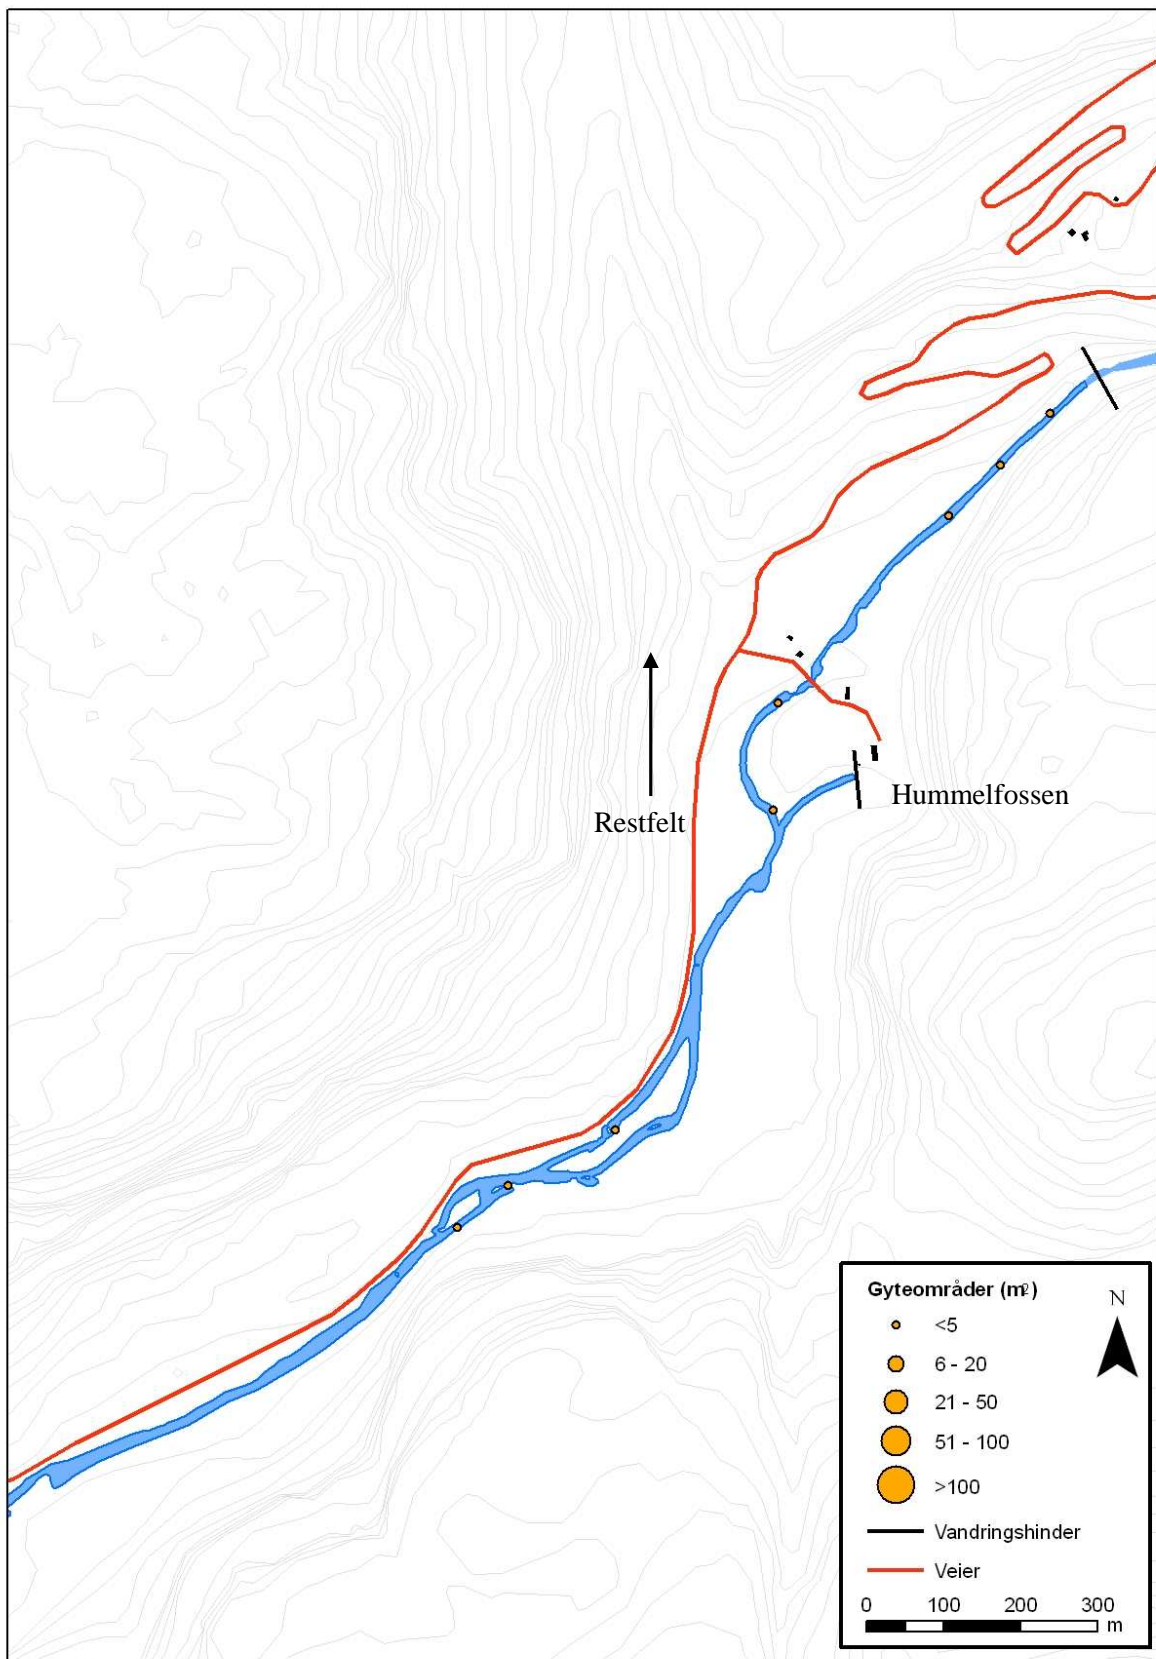 Hummelfossen
Restfelt
Gyteområder (m²)
N
<5
6 - 20
21 - 50
51 - 100
>100
Vandringshinder
Veier
0 100 200 300
m